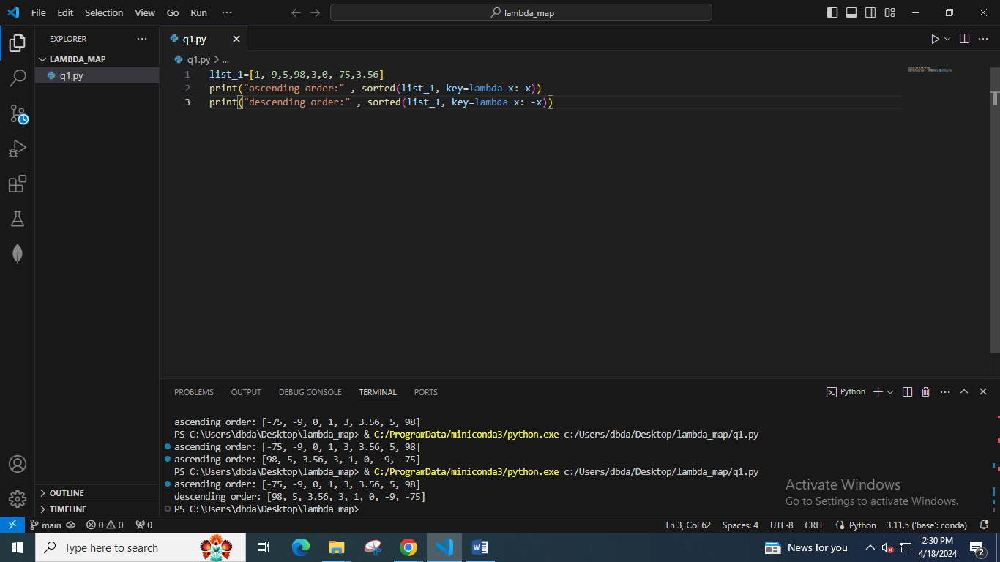 File Edit Selection View Go Run ··· lambda_map
EXPLORER ···
LAMBDA_MAP
q1.py
OUTLINE
TIMELINE
q1.py
q1.py > ...
1 list_1=[1,-9,5,98,3,0,-75,3.56]
2 print("ascending order:" , sorted(list_1, key=lambda x: x))
3 print("descending order:" , sorted(list_1, key=lambda x: -x))
PROBLEMS OUTPUT DEBUG CONSOLE TERMINAL PORTS Python
ascending order: [-75, -9, 0, 1, 3, 3.56, 5, 98]
PS C:\Users\dbda\Desktop\lambda_map> & C:/ProgramData/miniconda3/python.exe c:/Users/dbda/Desktop/lambda_map/q1.py
ascending order: [-75, -9, 0, 1, 3, 3.56, 5, 98]
ascending order: [98, 5, 3.56, 3, 1, 0, -9, -75]
PS C:\Users\dbda\Desktop\lambda_map> & C:/ProgramData/miniconda3/python.exe c:/Users/dbda/Desktop/lambda_map/q1.py
ascending order: [-75, -9, 0, 1, 3, 3.56, 5, 98]
descending order: [98, 5, 3.56, 3, 1, 0, -9, -75]
PS C:\Users\dbda\Desktop\lambda_map>
Activate Windows
Go to Settings to activate Windows.
main 0 0 0 Ln 3, Col 62 Spaces: 4 UTF-8 CRLF Python 3.11.5 ('base': conda)
Type here to search News for you 2:30 PM
4/18/2024 2